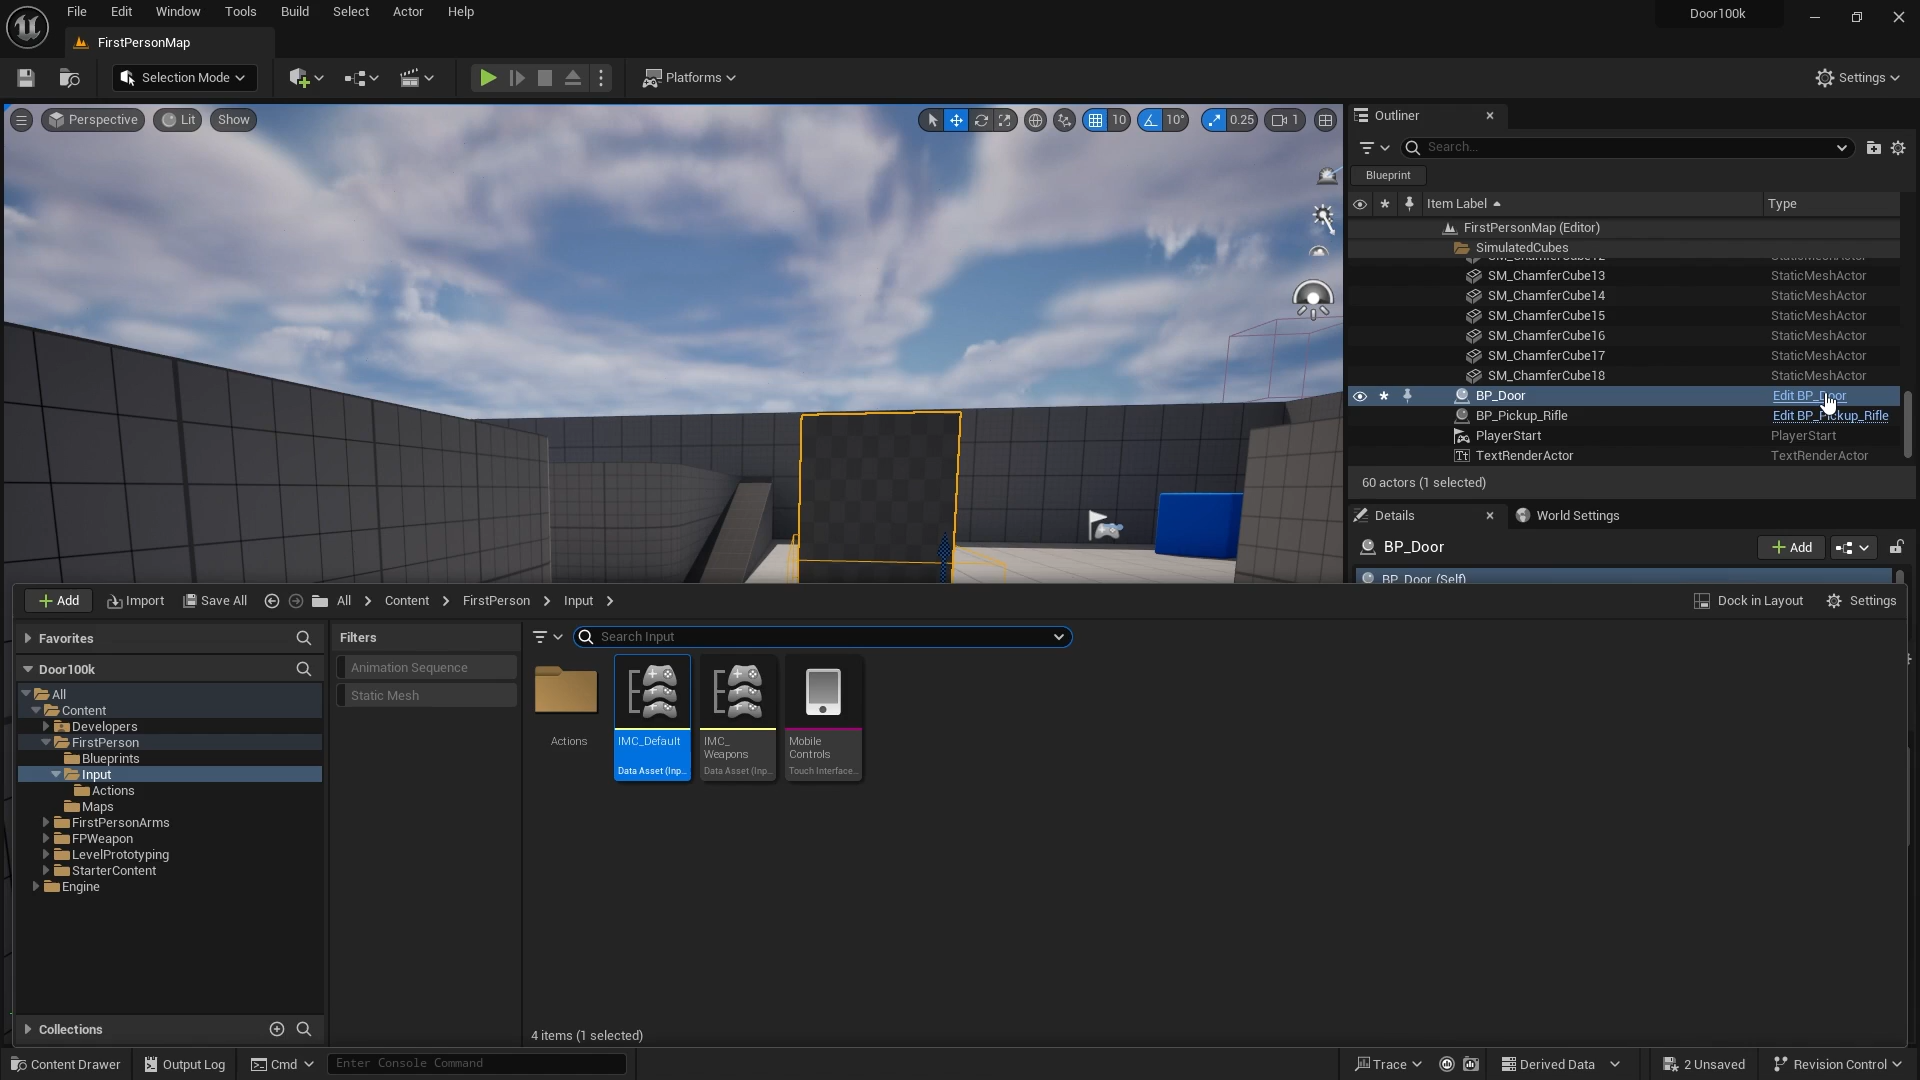 File Edit Window Tools Build Select Actor Help
Door100k
FirstPersonMap
Selection Mode
Platforms
Settings
Perspective
Lit
Show
10
10°
0.25
1
Outliner
Search...
Blueprint
Item Label
Type
FirstPersonMap (Editor)
SimulatedCubes
SM_ChamferCube12 StaticMeshActor
SM_ChamferCube13 StaticMeshActor
SM_ChamferCube14 StaticMeshActor
SM_ChamferCube15 StaticMeshActor
SM_ChamferCube16 StaticMeshActor
SM_ChamferCube17 StaticMeshActor
SM_ChamferCube18 StaticMeshActor
BP_Door Edit BP_Door
BP_Pickup_Rifle Edit BP_Pickup_Rifle
PlayerStart PlayerStart
TextRenderActor TextRenderActor
60 actors (1 selected)
Details
World Settings
BP_Door
Add
BP_Door (Self)
Add
Import
Save All
All
Content
FirstPerson
Input
Dock in Layout
Settings
Favorites
Door100k
All
Content
Developers
FirstPerson
Blueprints
Input
Actions
Maps
FirstPersonArms
FPWeapon
LevelPrototyping
StarterContent
Engine
Collections
Filters
Animation Sequence
Static Mesh
Search Input
Actions
IMC_Default
Data Asset (Inp...
IMC_
Weapons
Data Asset (Inp...
Mobile
Controls
Touch Interface...
4 items (1 selected)
Content Drawer
Output Log
Cmd
Enter Console Command
Trace
Derived Data
2 Unsaved
Revision Control